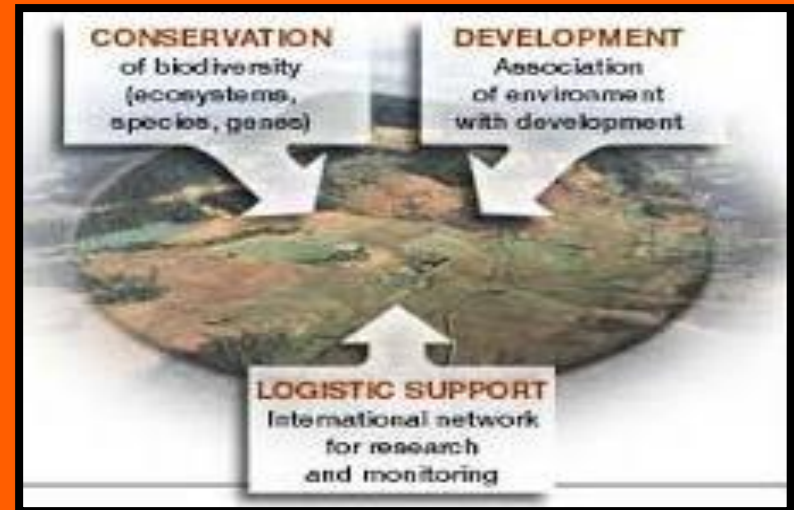 CONSERVATION
of biodiversity
(ecosystems,
species, genes)
DEVELOPMENT
Association
of environment
with development
LOGISTIC SUPPORT
International network
for research
and monitoring